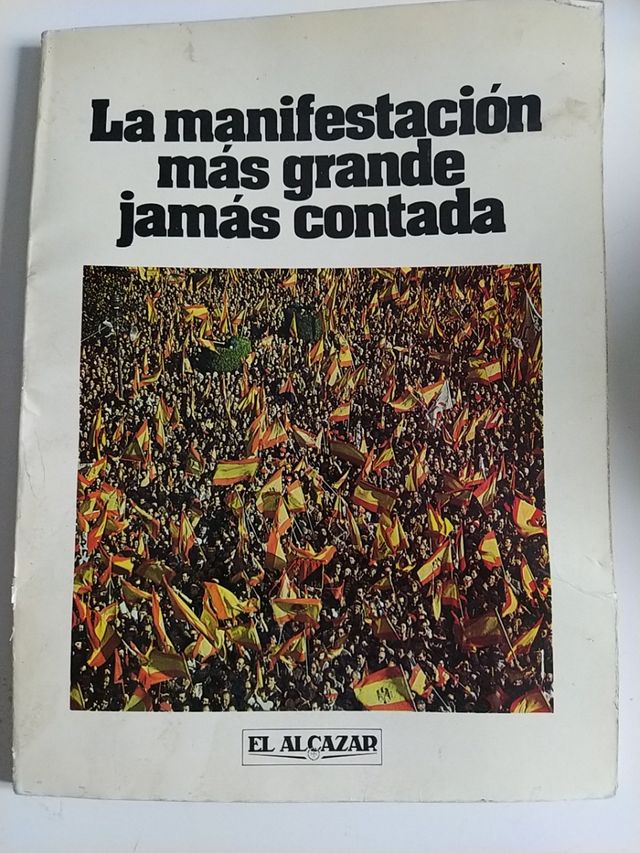 La manifestación
más grande
jamás contada
EL ALCAZAR